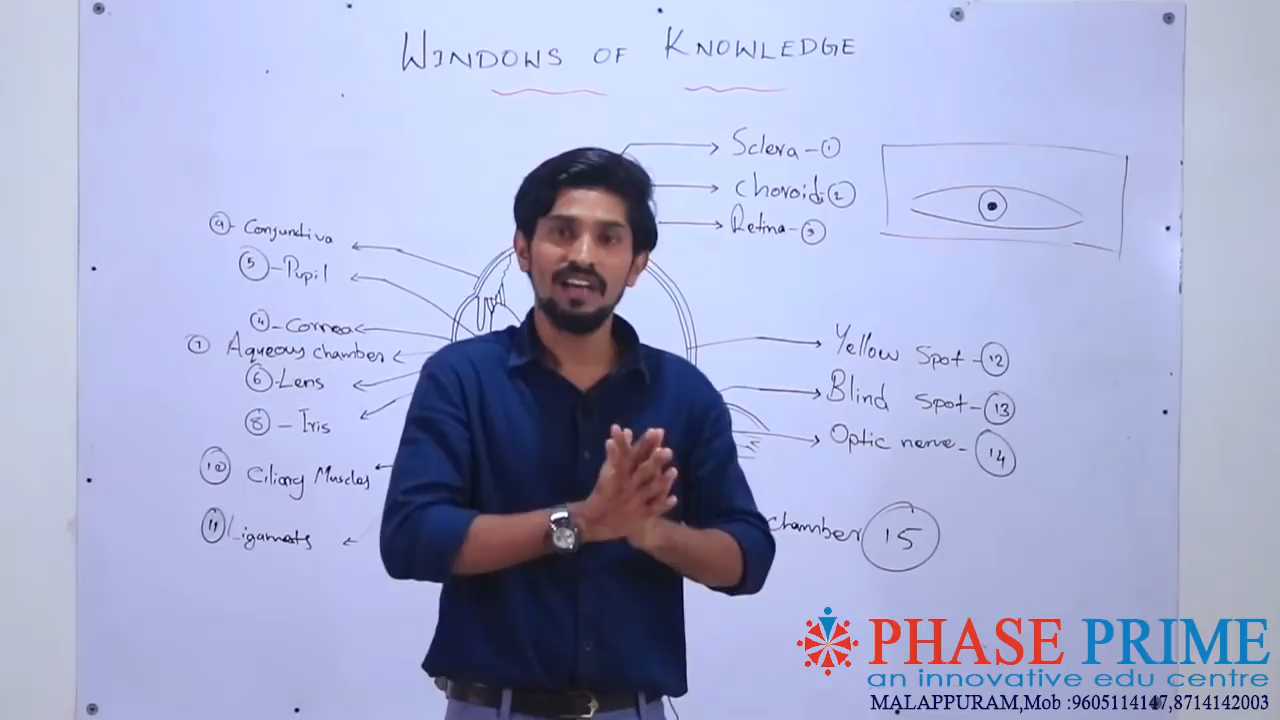 WINDOWS OF KNOWLEDGE
Sclera - 1
Choroid : 2
Retina - 3
9 - Conjundiva
5 - Pupil
4 - Cornea
7 Aqueous chamber
6 - Lens
8 - Iris
10 Ciliary Muscles
11 Ligaments
Yellow Spot - 12
Blind Spot - 13
Optic nerve - 14
chamber 15
PHASE PRIME
an innovative edu centre
MALAPPURAM,Mob :9605114147,8714142003